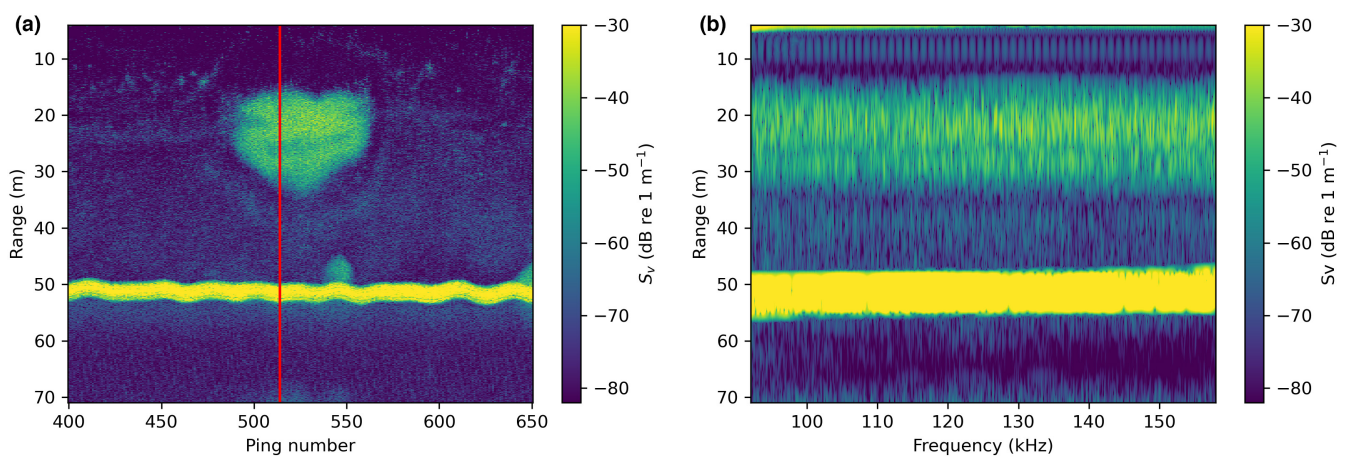 (a)
Range (m)
10
20
30
40
50
60
70
400 450 500 550 600 650
Ping number
−30
−40
−50
−60
−70
−80
Sᵥ (dB re 1 m⁻¹)
(b)
Range (m)
10
20
30
40
50
60
70
100 110 120 130 140 150
Frequency (kHz)
−30
−40
−50
−60
−70
−80
Sv (dB re 1 m⁻¹)